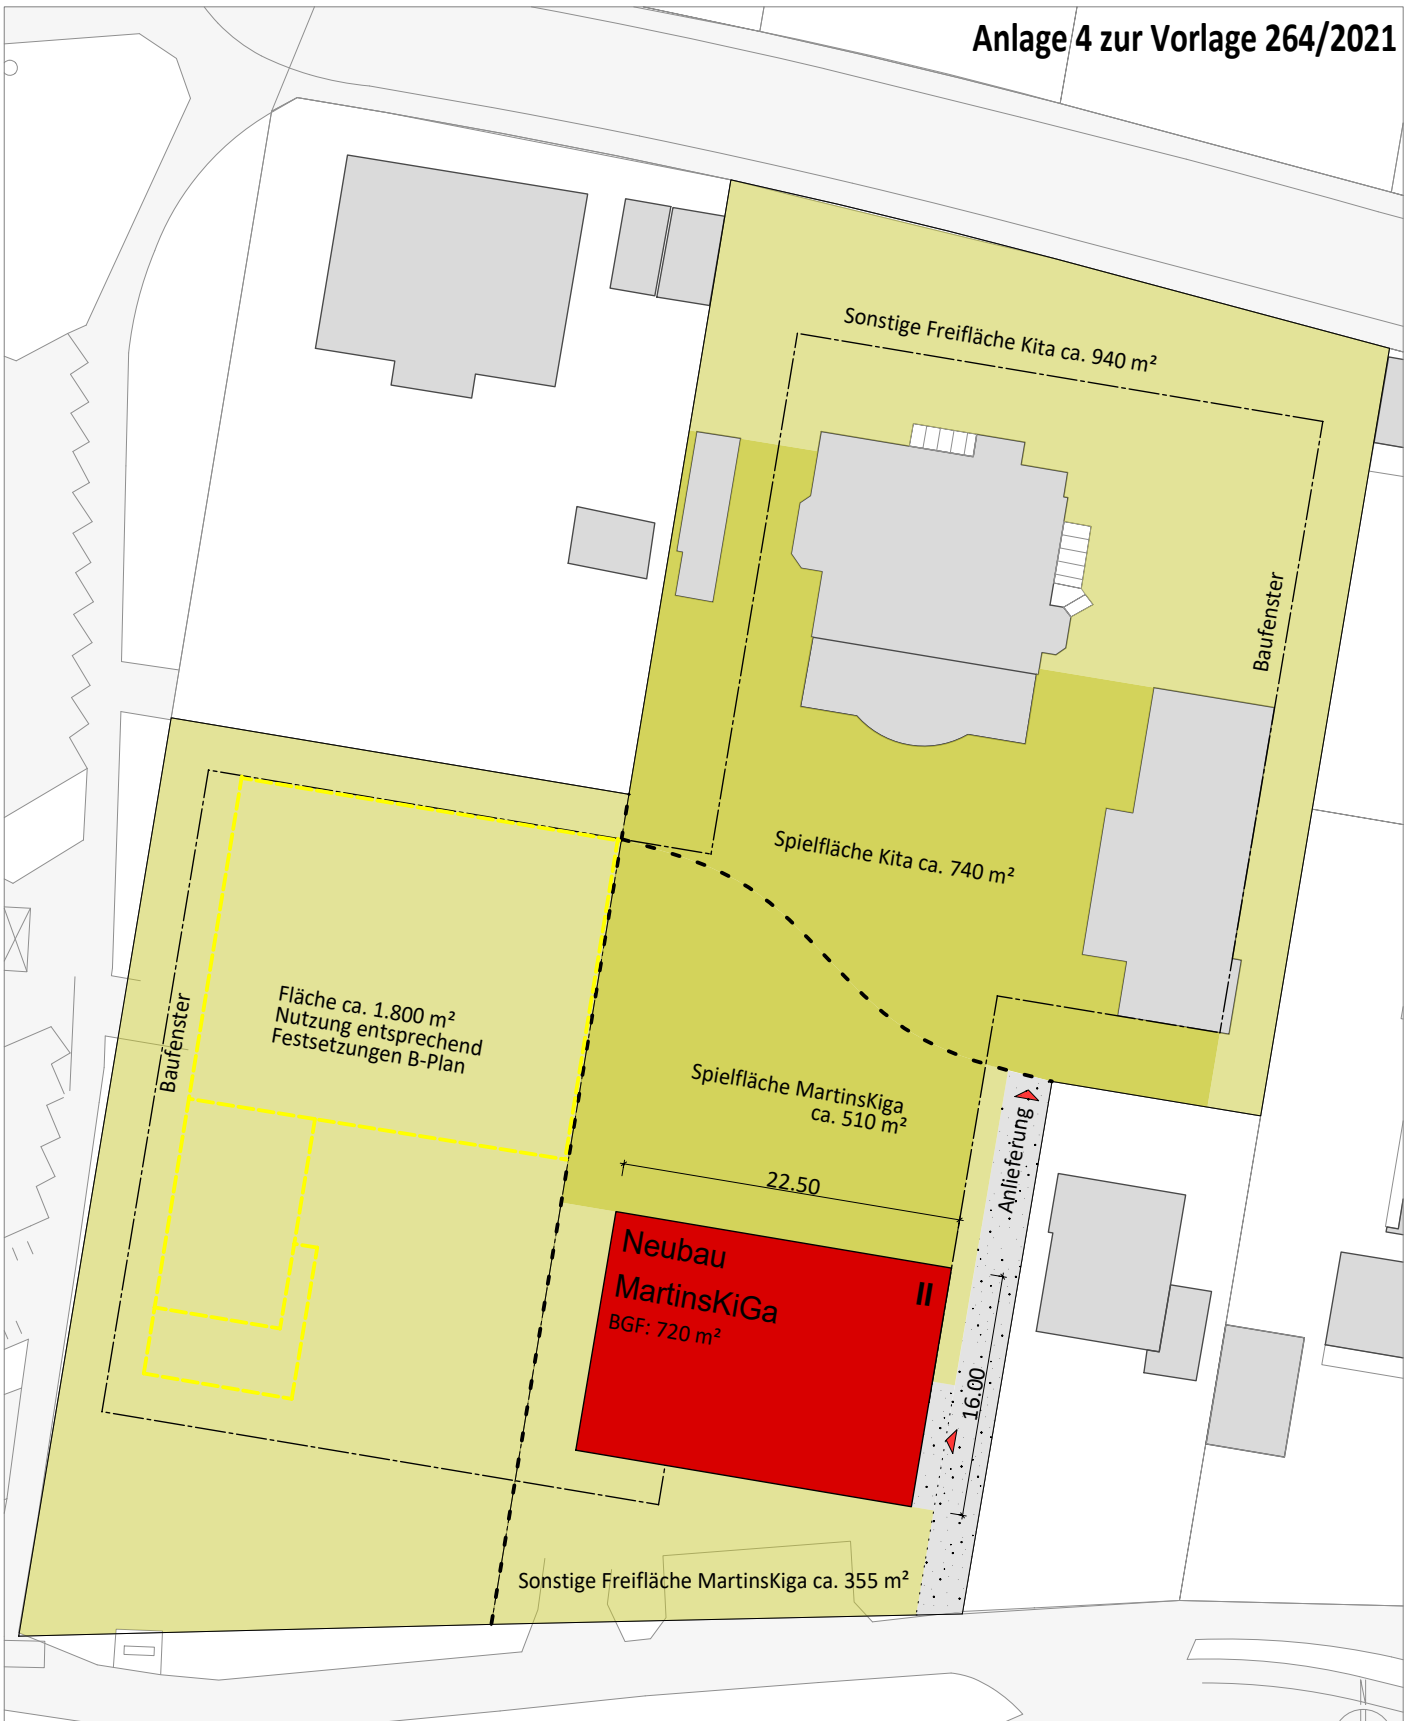 Anlage 4 zur Vorlage 264/2021
Sonstige Freifläche Kita ca. 940 m²
Baufenster
Spielfläche Kita ca. 740 m²
Fläche ca. 1.800 m²
Nutzung entsprechend
Festsetzungen B-Plan
Baufenster
Spielfläche MartinsKiga
ca. 510 m²
Anlieferung
22.50
Neubau
MartinsKiGa
BGF: 720 m²
II
16.00
Sonstige Freifläche MartinsKiga ca. 355 m²
N